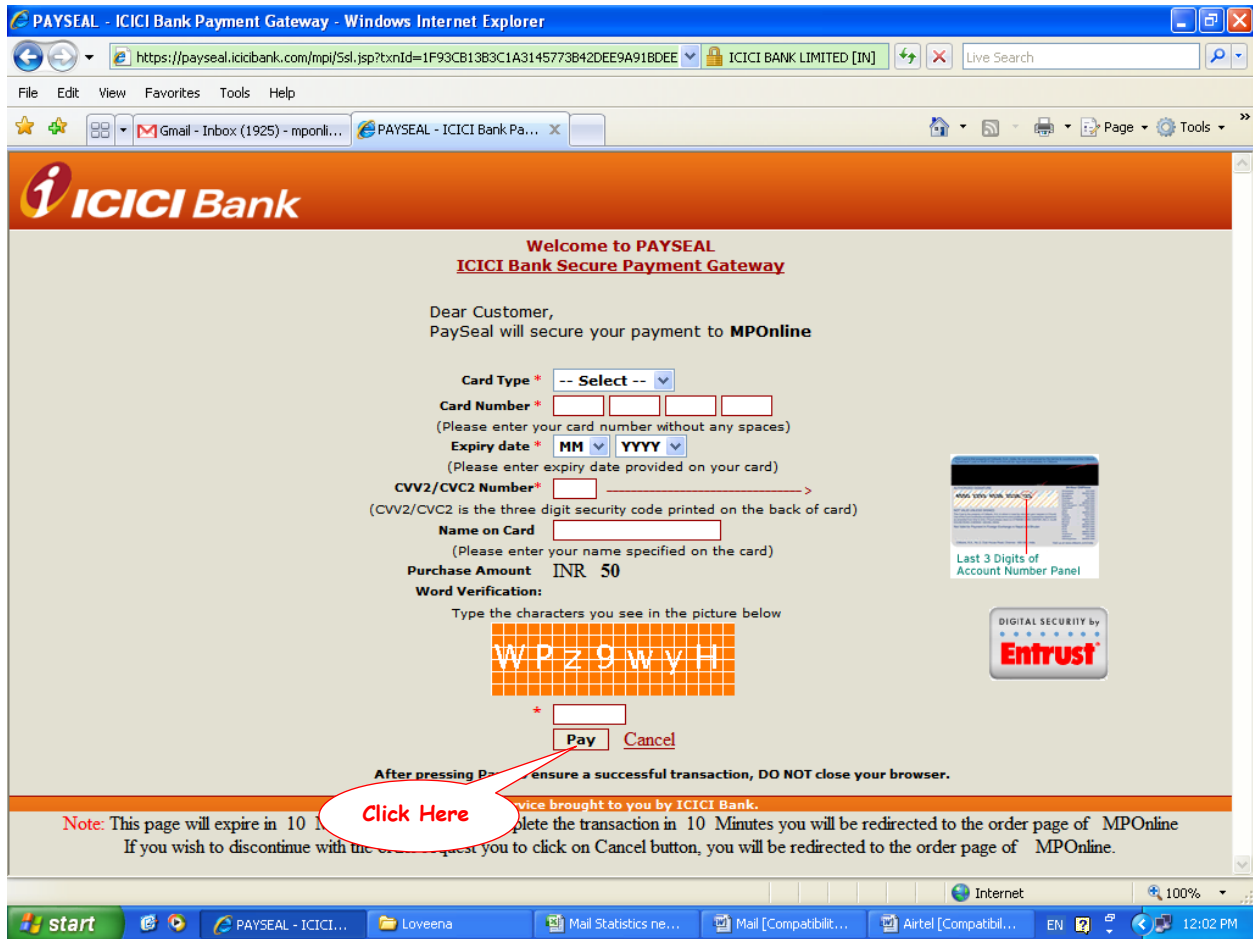 PAYSEAL - ICICI Bank Payment Gateway - Windows Internet Explorer
https://payseal.icicibank.com/mpi/Ssl.jsp?txnId=1F93CB13B3C1A3145773B42DEE9A91BDEE ICICI BANK LIMITED [IN] Live Search
File Edit View Favorites Tools Help
Gmail - Inbox (1925) - mponli... PAYSEAL - ICICI Bank Pa... Page Tools
ICICI Bank
Welcome to PAYSEAL
ICICI Bank Secure Payment Gateway
Dear Customer,
PaySeal will secure your payment to MPOnline
Card Type * -- Select --
Card Number *
(Please enter your card number without any spaces)
Expiry date * MM YYYY
(Please enter expiry date provided on your card)
CVV2/CVC2 Number* >
(CVV2/CVC2 is the three digit security code printed on the back of card)
Name on Card
(Please enter your name specified on the card)
Last 3 Digits of
Account Number Panel
Purchase Amount INR 50
Word Verification:
Type the characters you see in the picture below
DIGITAL SECURITY by
Entrust
WPz9wyH
*
Pay Cancel
After pressing ensure a successful transaction, DO NOT close your browser.
Click Here
brought to you by ICICI Bank.
Note: This page will expire in 10 the transaction in 10 Minutes you will be redirected to the order page of MPOnline
If you wish to discontinue with the request you to click on Cancel button, you will be redirected to the order page of MPOnline.
Internet 100%
start PAYSEAL - ICICI... Loveena Mail Statistics ne... Mail [Compatibilit... Airtel [Compatibil... EN 12:02 PM